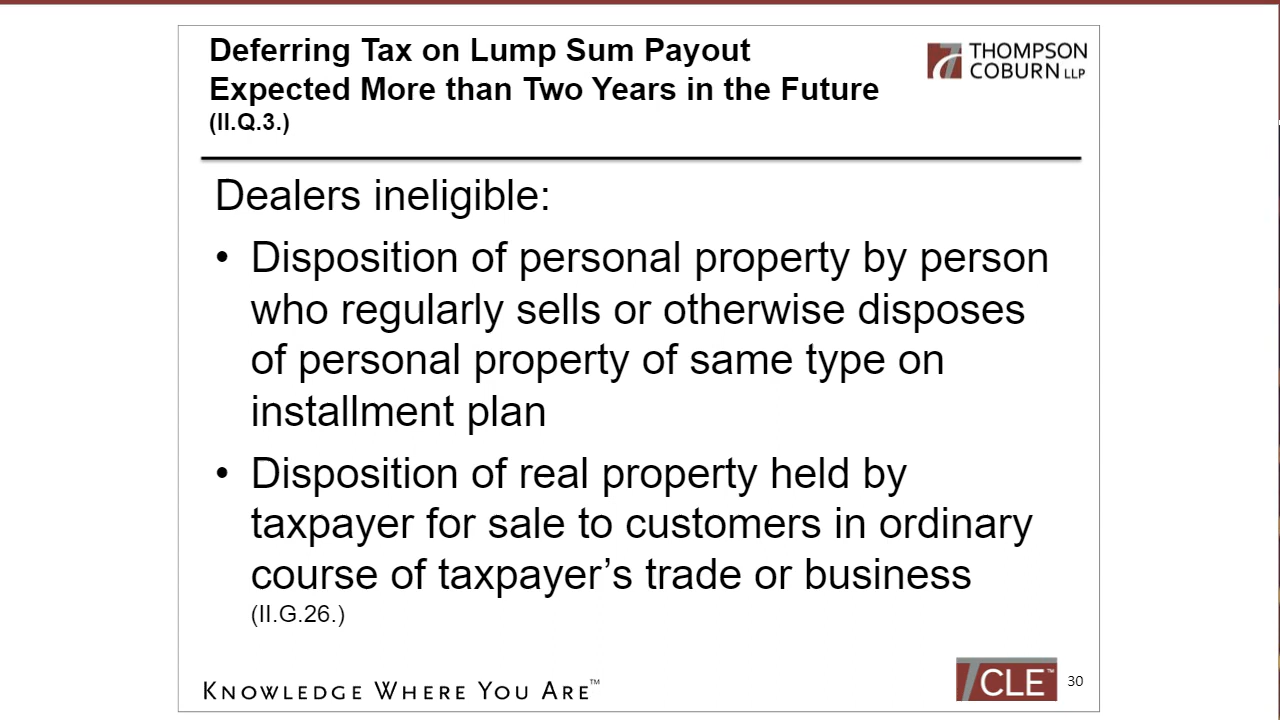 Deferring Tax on Lump Sum Payout
Expected More than Two Years in the Future
(II.Q.3.)
THOMPSON
COBURN LLP
Dealers ineligible:
• Disposition of personal property by person
who regularly sells or otherwise disposes
of personal property of same type on
installment plan
• Disposition of real property held by
taxpayer for sale to customers in ordinary
course of taxpayer’s trade or business
(II.G.26.)
KNOWLEDGE WHERE YOU ARE™
CLE™
30